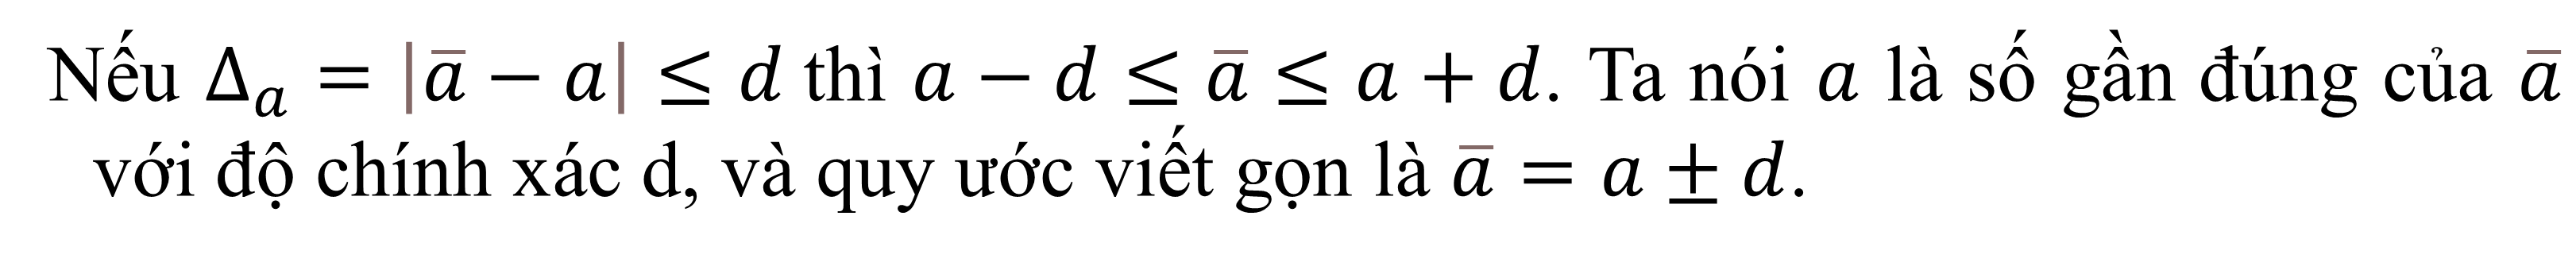 Nếu Δₐ = |a̅ − a| ≤ d thì a − d ≤ a̅ ≤ a + d. Ta nói a là số gần đúng của a̅
với độ chính xác d, và quy ước viết gọn là a̅ = a ± d.